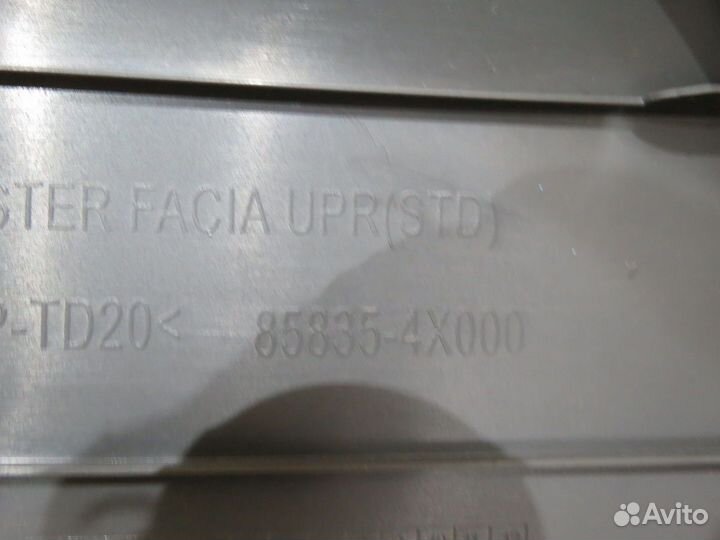 STER FACIA UPR(STD)
P-TD20< 85835-4X000
Avito